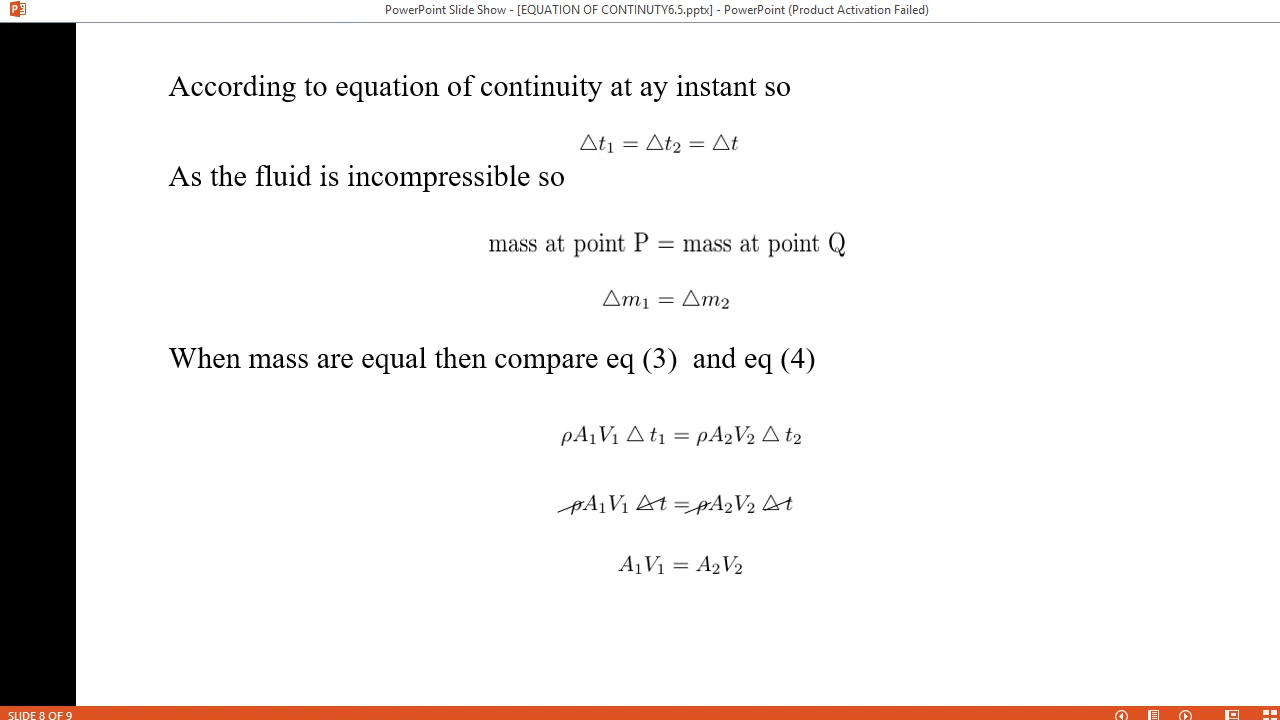 PowerPoint Slide Show - [EQUATION OF CONTINUTY6.5.pptx] - PowerPoint (Product Activation Failed)
According to equation of continuity at ay instant so
△t₁ = △t₂ = △t
As the fluid is incompressible so
mass at point P = mass at point Q
△m₁ = △m₂
When mass are equal then compare eq (3) and eq (4)
ρA₁V₁ △ t₁ = ρA₂V₂ △ t₂
ρA₁V₁ △t = ρA₂V₂ △t
A₁V₁ = A₂V₂
SLIDE 8 OF 9